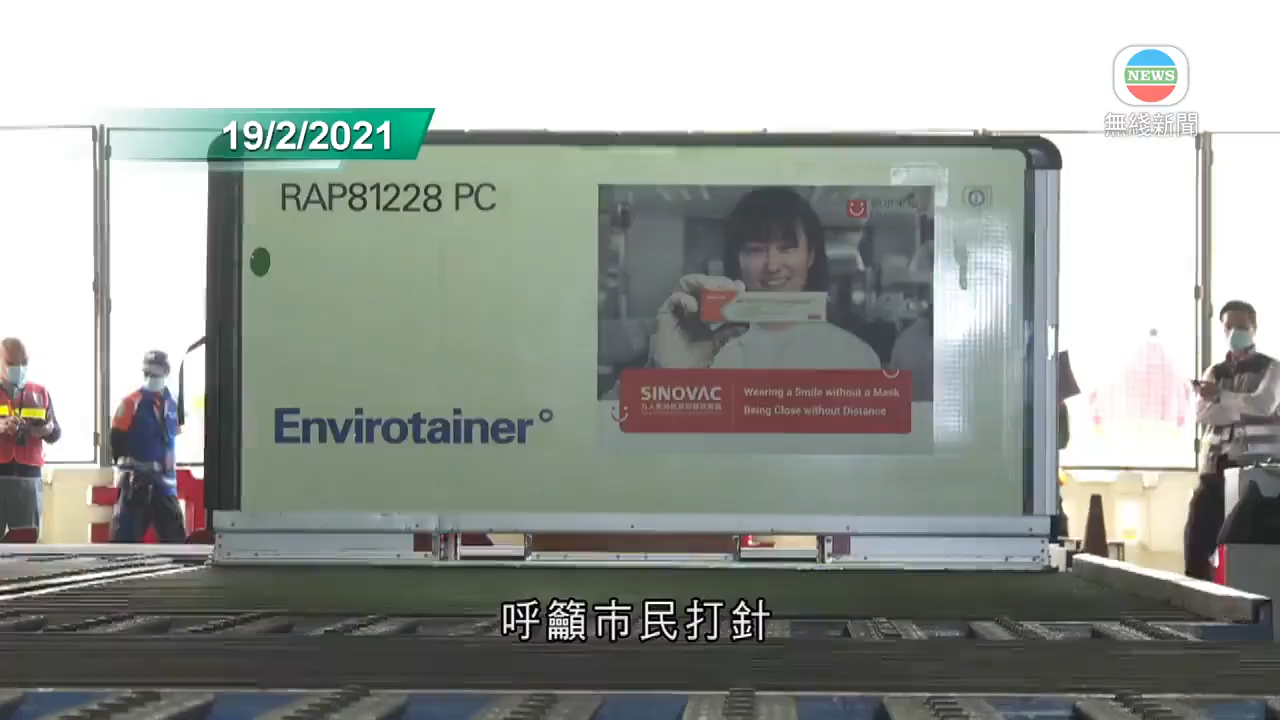 NEWS
無綫新聞
19/2/2021
RAP81228 PC
SINOVAC
Wearing a Smile without a Mask
Being Close without Distance
Envirotainer°
呼籲市民打針